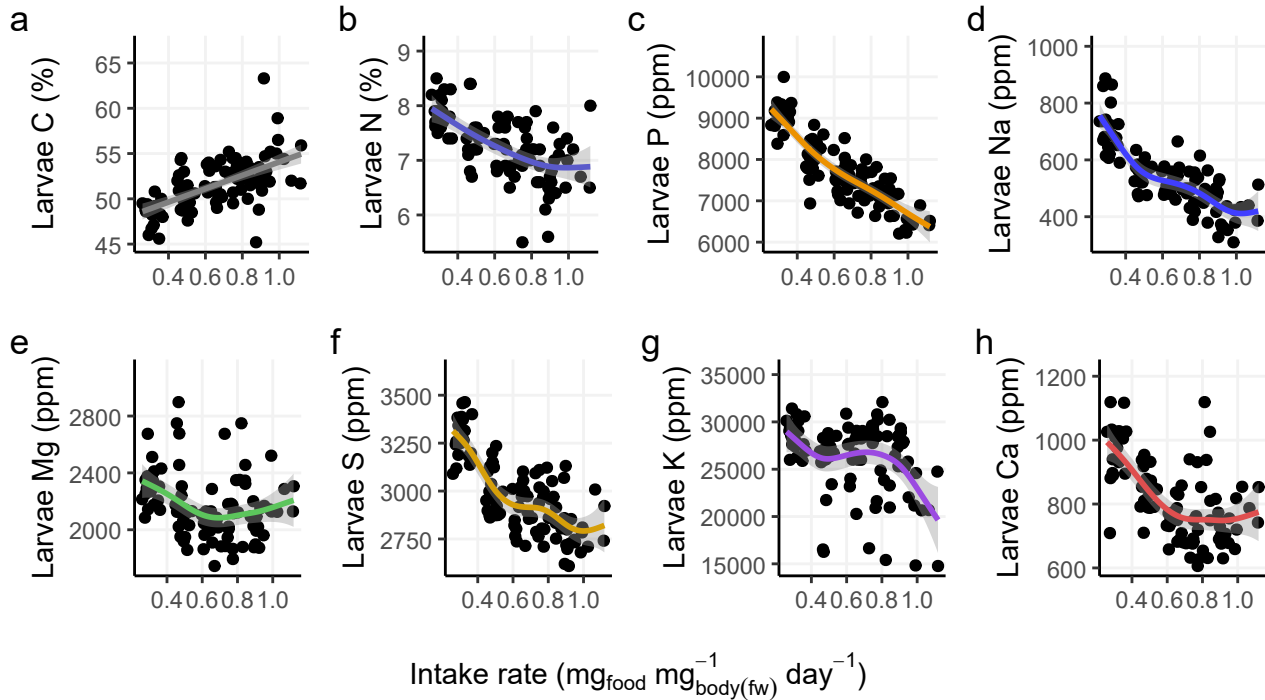 a
Larvae C (%)
65
60
55
50
45
0.4 0.6 0.8 1.0
b
Larvae N (%)
9
8
7
6
0.4 0.6 0.8 1.0
c
Larvae P (ppm)
10000
9000
8000
7000
6000
0.4 0.6 0.8 1.0
d
Larvae Na (ppm)
1000
800
600
400
0.4 0.6 0.8 1.0
e
Larvae Mg (ppm)
2800
2400
2000
0.4 0.6 0.8 1.0
f
Larvae S (ppm)
3500
3250
3000
2750
0.4 0.6 0.8 1.0
g
Larvae K (ppm)
35000
30000
25000
20000
15000
0.4 0.6 0.8 1.0
h
Larvae Ca (ppm)
1200
1000
800
600
0.4 0.6 0.8 1.0
Intake rate (mg food mg body(fw) −1 day −1)